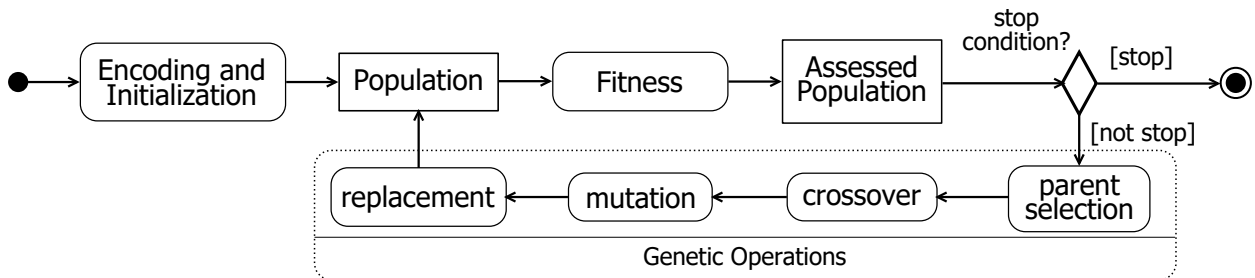 stop
condition?
Encoding and
Initialization
Population
Fitness
Assessed
Population
[stop]
[not stop]
replacement
mutation
crossover
parent
selection
Genetic Operations